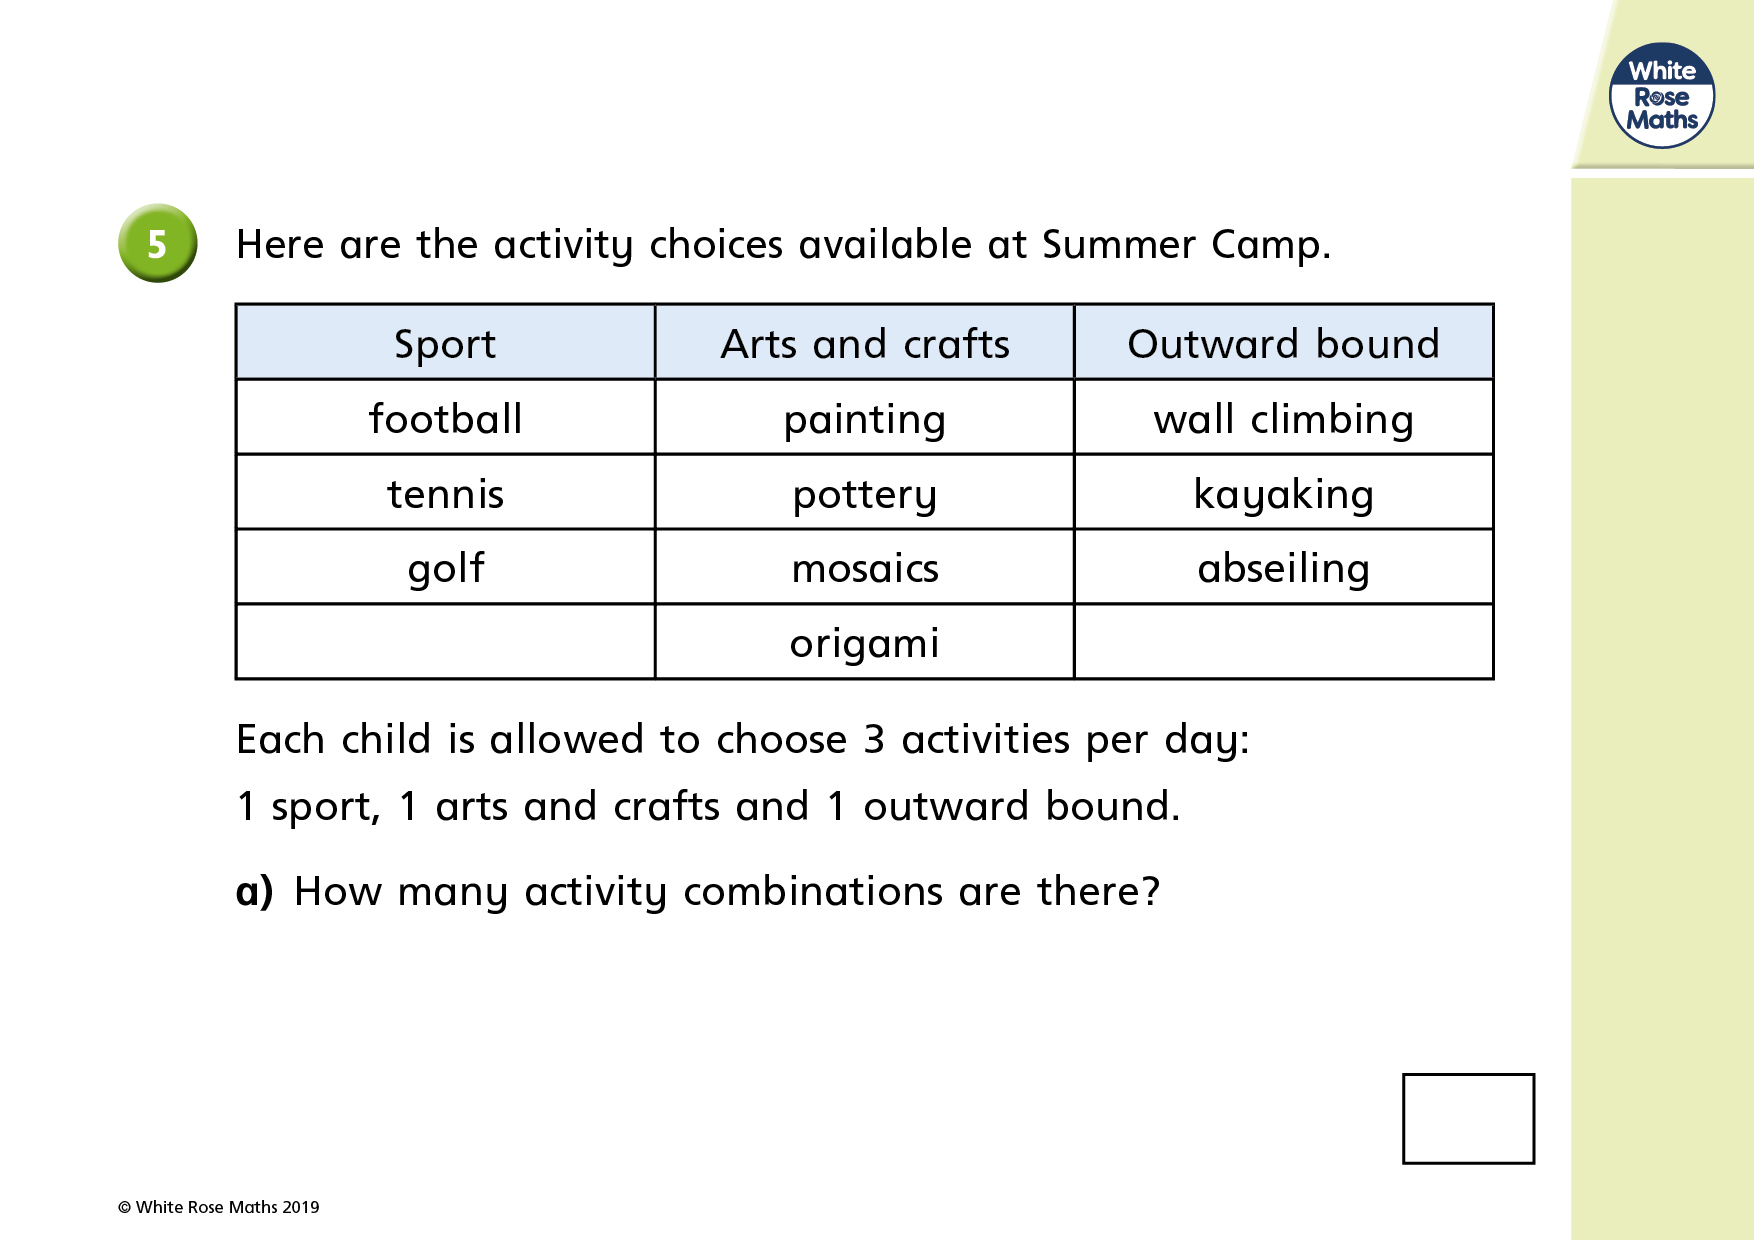 White
Rose
Maths
5 Here are the activity choices available at Summer Camp.
Sport Arts and crafts Outward bound
football painting wall climbing
tennis pottery kayaking
golf mosaics abseiling
origami
Each child is allowed to choose 3 activities per day:
1 sport, 1 arts and crafts and 1 outward bound.
a) How many activity combinations are there?
© White Rose Maths 2019